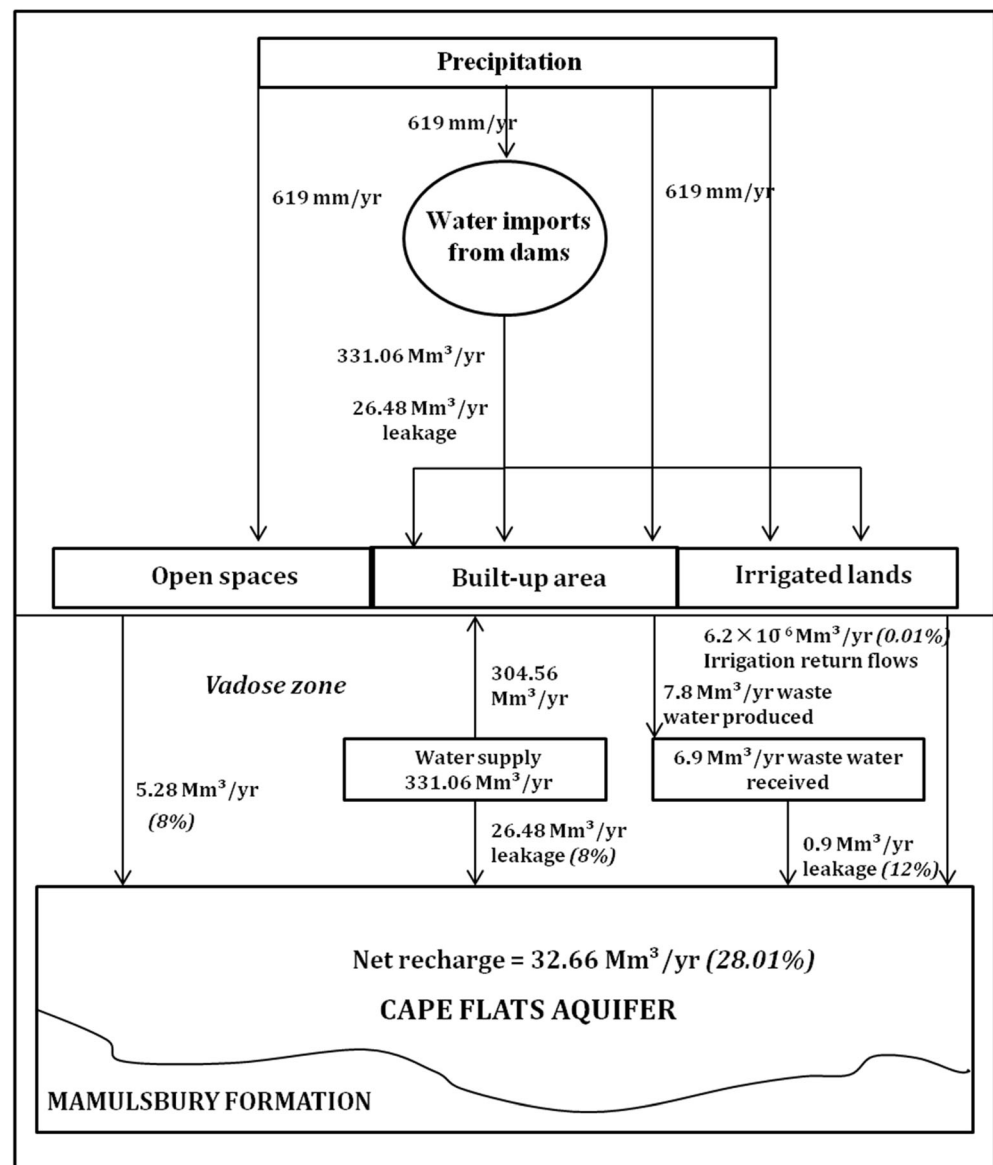 Precipitation
619 mm/yr
619 mm/yr
619 mm/yr
Water imports
from dams
331.06 Mm³/yr
26.48 Mm³/yr
leakage
Open spaces
Built-up area
Irrigated lands
6.2×10⁻⁶ Mm³/yr (0.01%)
Irrigation return flows
Vadose zone
304.56
Mm³/yr
7.8 Mm³/yr waste
water produced
Water supply
331.06 Mm³/yr
6.9 Mm³/yr waste water
received
5.28 Mm³/yr
(8%)
26.48 Mm³/yr
leakage (8%)
0.9 Mm³/yr
leakage (12%)
Net recharge = 32.66 Mm³/yr (28.01%)
CAPE FLATS AQUIFER
MAMULSBURY FORMATION